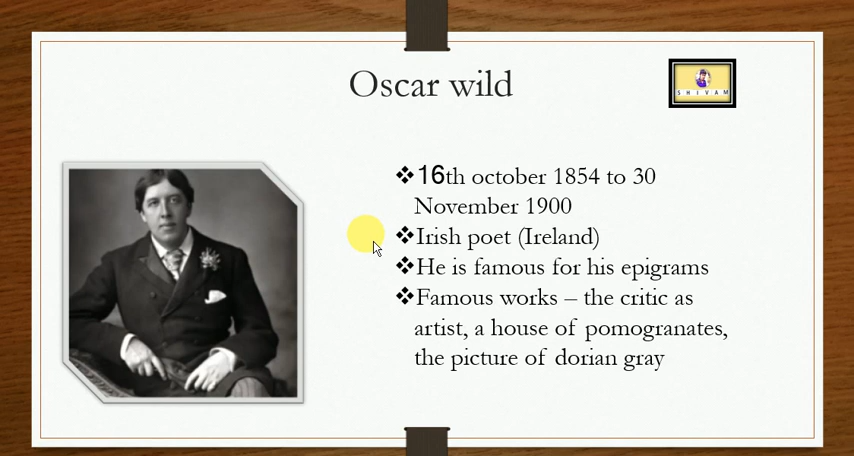 Oscar wild
SHIVAM
❖16th october 1854 to 30
November 1900
❖Irish poet (Ireland)
❖He is famous for his epigrams
❖Famous works – the critic as
artist, a house of pomogranates,
the picture of dorian gray